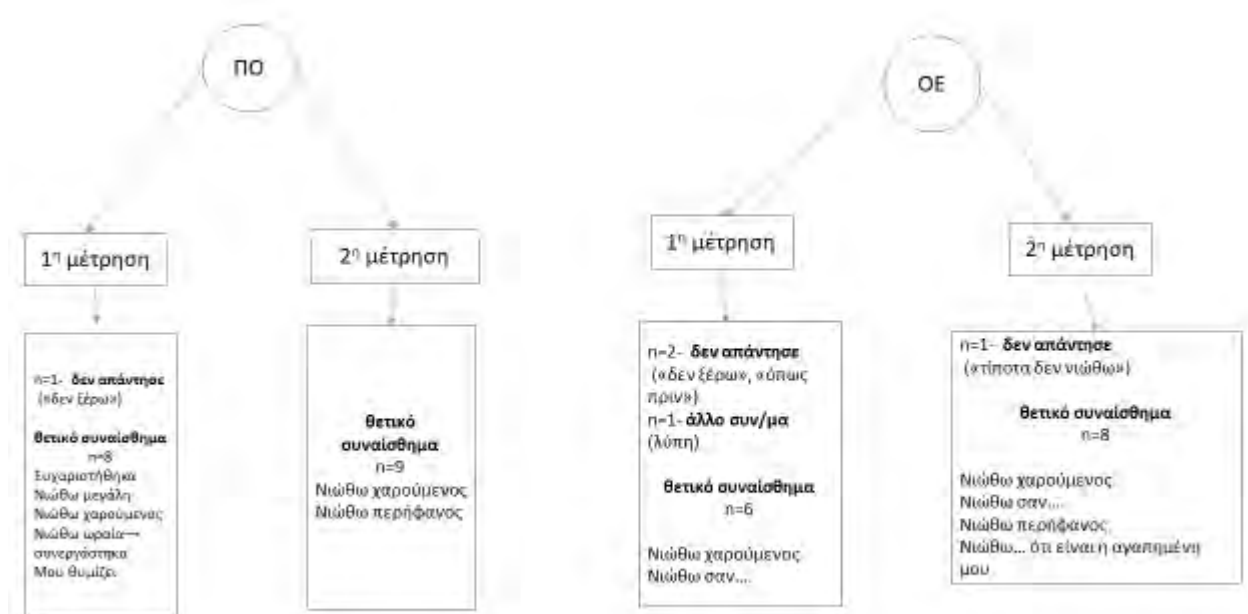 ΠΟ
1η μέτρηση
2η μέτρηση
n=1- δεν απάντησε
(«δεν ξέρω»)
θετικό συναίσθημα
n=8
Ευχαριστήθηκα
Νιώθω μεγάλη
Νιώθω χαρούμενος
Νιώθω ωραία→
συνεργάστηκα
Μου θυμίζει
θετικό
συναίσθημα
n=9
Νιώθω χαρούμενος
Νιώθω περήφανος
ΟΕ
1η μέτρηση
2η μέτρηση
n=2- δεν απάντησε
(«δεν ξέρω», «όπως
πριν»)
n=1- άλλο συν/μα
(λύπη)
θετικό συναίσθημα
n=6
Νιώθω χαρούμενος
Νιώθω σαν....
n=1- δεν απάντησε
(«τίποτα δεν νιώθω»)
θετικό συναίσθημα
n=8
Νιώθω χαρούμενος
Νιώθω σαν....
Νιώθω περήφανος
Νιώθω... ότι είναι η αγαπημένη
μου